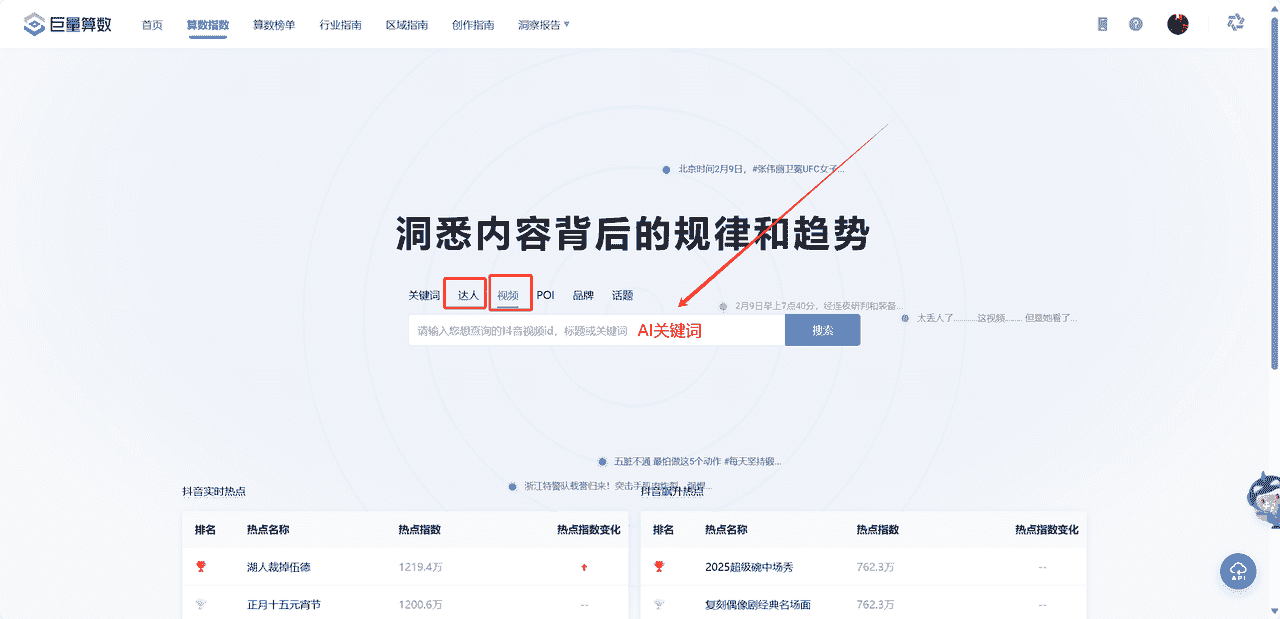 巨量算数 首页 算数指数 算数榜单 行业指南 区域指南 创作指南 洞察报告
北京时间2月9日，#张伟丽卫冕UFC女子...
洞悉内容背后的规律和趋势
关键词 达人 视频 POI 品牌 话题
2月9日早上7点40分，经连夜研判和装备...
太丢人了..........这视频........ 但是她看了...
请输入您想查询的抖音视频id，标题或关键词 AI关键词 搜索
五脏不通 最怕做这5个动作 #每天坚持锻...
浙江特警队载誉归来！突击手
抖音实时热点
抖音飙升热点
排名 热点名称 热点指数 热点指数变化
湖人裁掉伍德 1219.4万
正月十五元宵节 1200.6万 --
排名 热点名称 热点指数 热点指数变化
2025超级碗中场秀 762.3万 --
复刻偶像剧经典名场面 762.3万 --
API